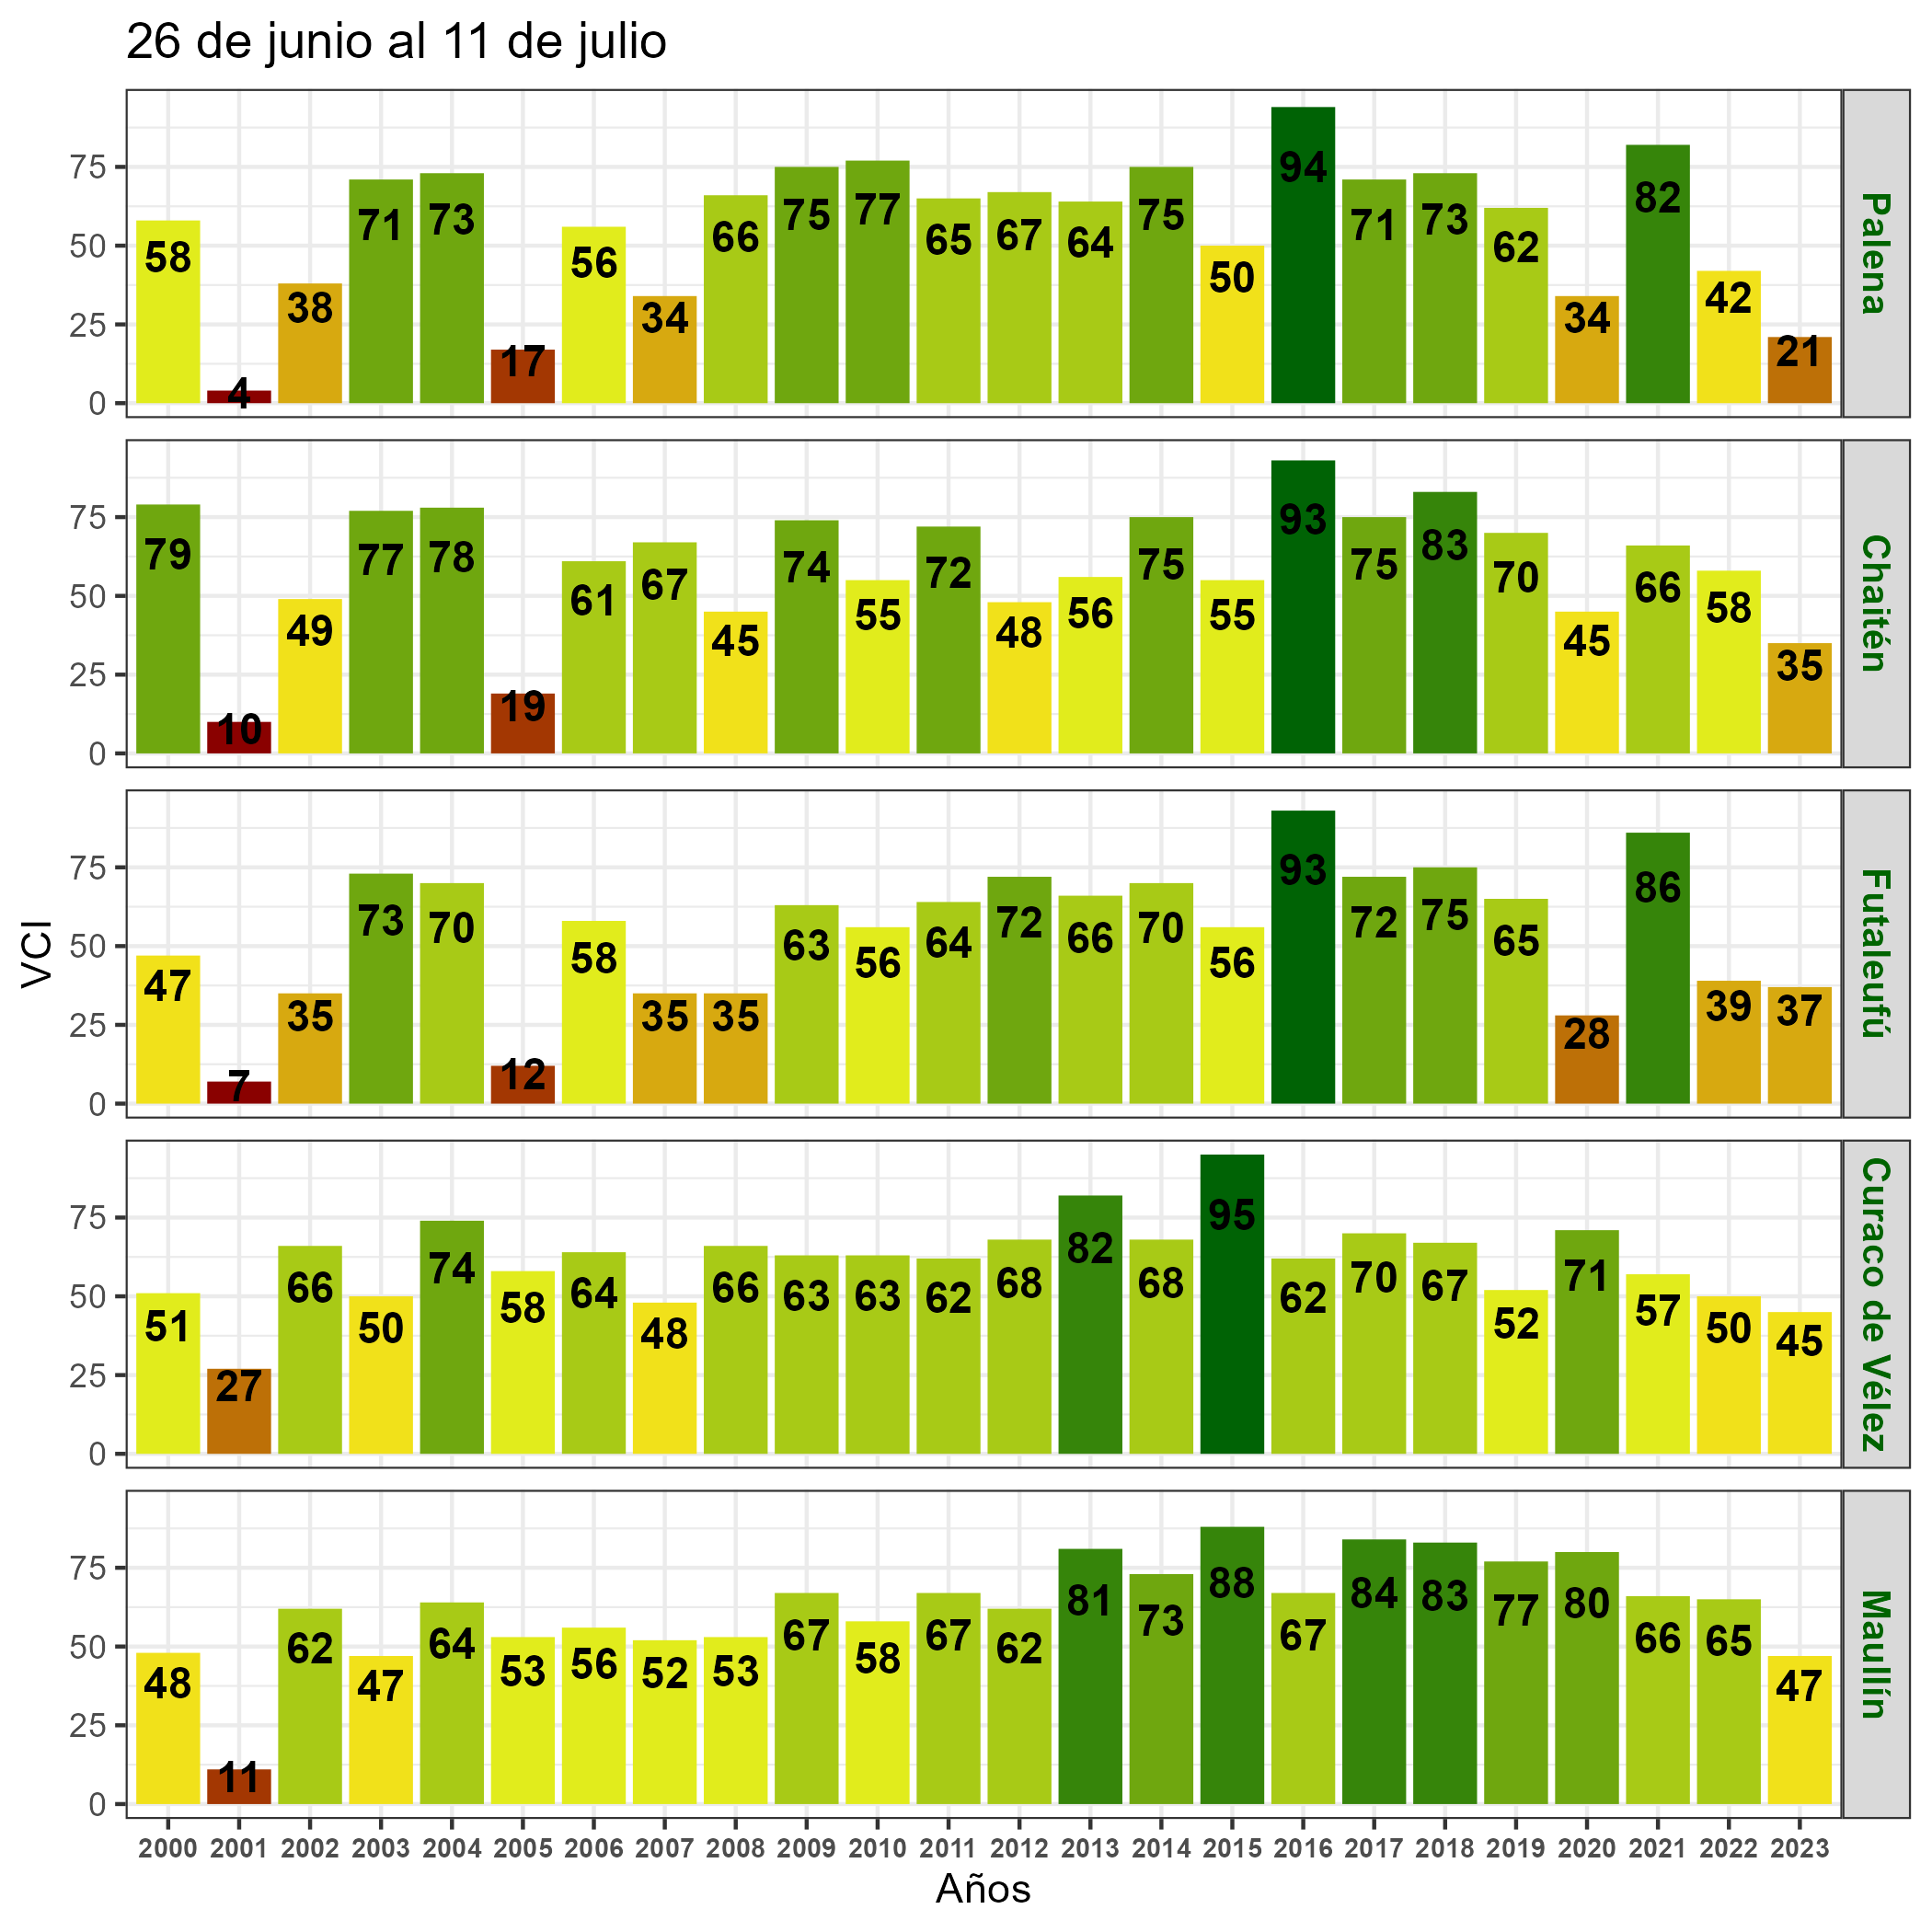 26 de junio al 11 de julio
75
50
25
0
58 4 38 71 73 17 56 34 66 75 77 65 67 64 75 50 94 71 73 62 34 82 42 21
Palena
75
50
25
0
79 10 49 77 78 19 61 67 45 74 55 72 48 56 75 55 93 75 83 70 45 66 58 35
Chaitén
VCI
75
50
25
0
47 7 35 73 70 12 58 35 35 63 56 64 72 66 70 56 93 72 75 65 28 86 39 37
Futaleufú
75
50
25
0
51 27 66 50 74 58 64 48 66 63 63 62 68 82 68 95 62 70 67 52 71 57 50 45
Curaco de Vélez
75
50
25
0
48 11 62 47 64 53 56 52 53 67 58 67 62 81 73 88 67 84 83 77 80 66 65 47
Maullín
2000 2001 2002 2003 2004 2005 2006 2007 2008 2009 2010 2011 2012 2013 2014 2015 2016 2017 2018 2019 2020 2021 2022 2023
Años